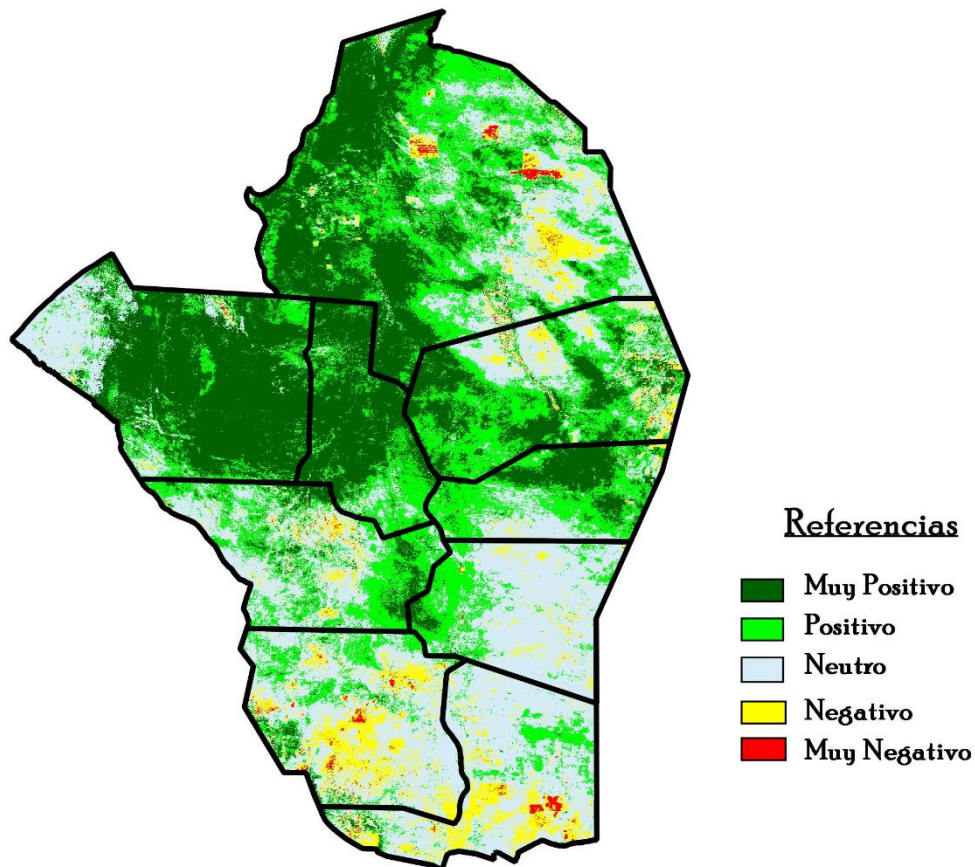 Referencias
Muy Positivo
Positivo
Neutro
Negativo
Muy Negativo